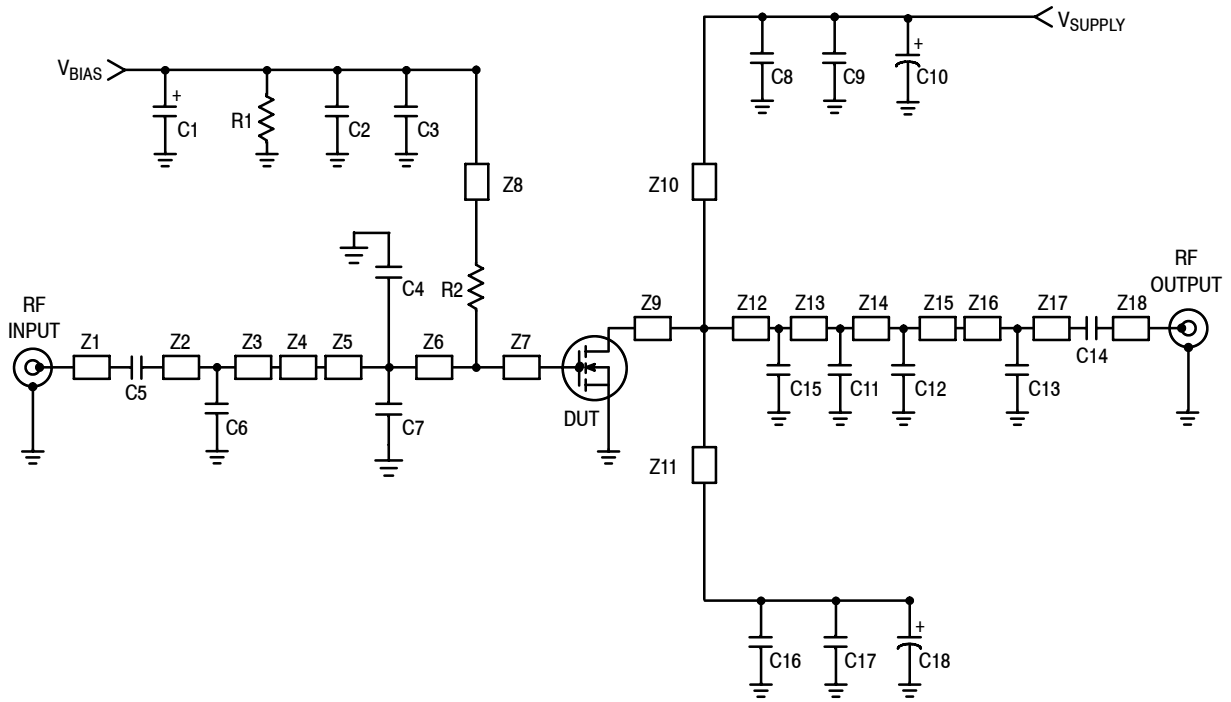 VSUPPLY
C8
C9
+
C10
VBIAS
+
C1
R1
C2
C3
Z8
Z10
C4
R2
RF
INPUT
Z1
C5
Z2
Z3
Z4
Z5
Z6
Z7
C6
C7
DUT
Z9
Z12
Z13
Z14
Z15
Z16
Z17
Z18
RF
OUTPUT
C14
C15
C11
C12
C13
Z11
C16
C17
+
C18